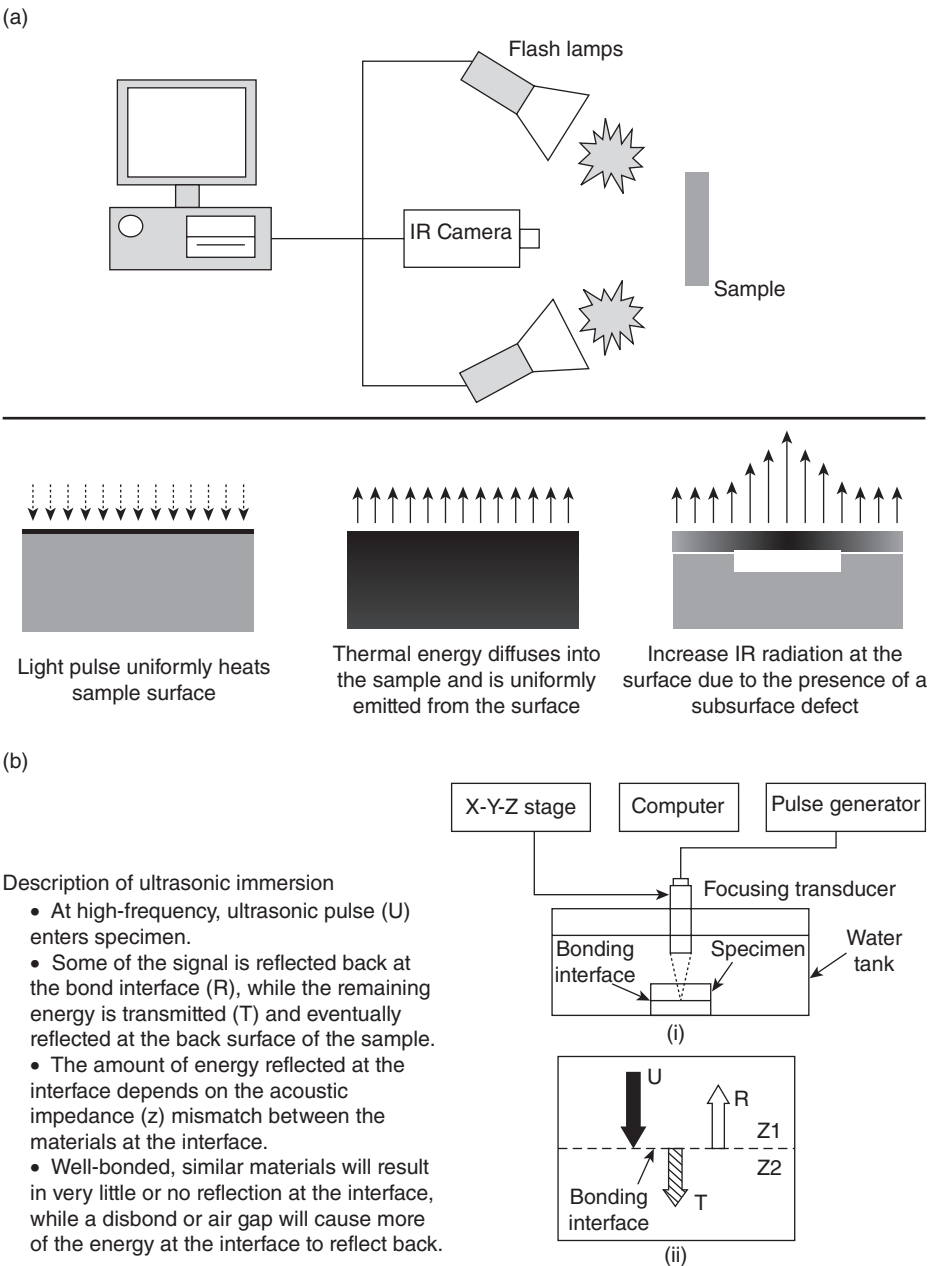 (a)
Flash lamps
IR Camera
Sample
Light pulse uniformly heats
sample surface
Thermal energy diffuses into
the sample and is uniformly
emitted from the surface
Increase IR radiation at the
surface due to the presence of a
subsurface defect
(b)
Description of ultrasonic immersion
• At high-frequency, ultrasonic pulse (U)
enters specimen.
• Some of the signal is reflected back at
the bond interface (R), while the remaining
energy is transmitted (T) and eventually
reflected at the back surface of the sample.
• The amount of energy reflected at the
interface depends on the acoustic
impedance (z) mismatch between the
materials at the interface.
• Well-bonded, similar materials will result
in very little or no reflection at the interface,
while a disbond or air gap will cause more
of the energy at the interface to reflect back.
X-Y-Z stage
Computer
Pulse generator
Focusing transducer
Bonding
interface
Specimen
Water
tank
(i)
U
R
Z1
Z2
Bonding
interface
T
(ii)